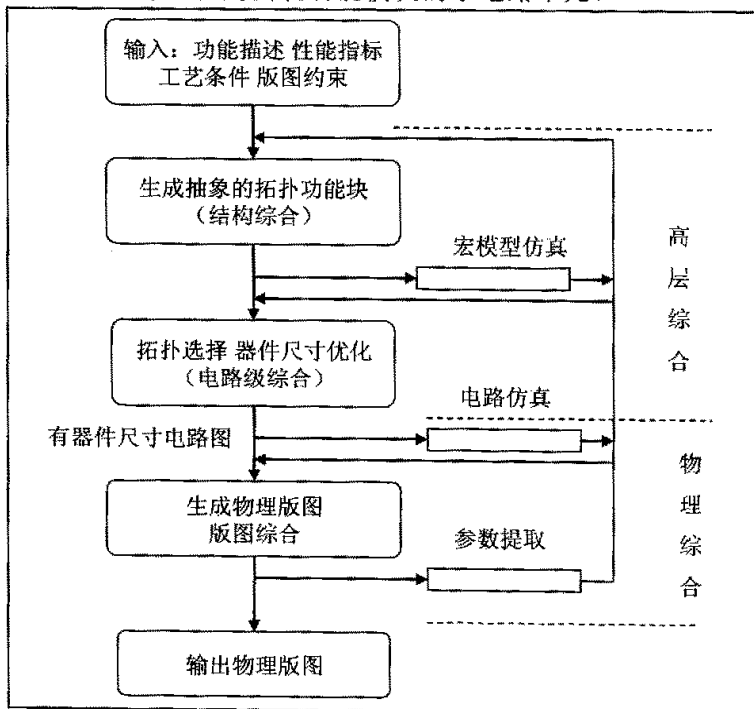 输入：功能描述 性能指标
工艺条件 版图约束
生成抽象的拓扑功能块
（结构综合）
宏模型仿真
高层综合
拓扑选择 器件尺寸优化
（电路级综合）
电路仿真
有器件尺寸电路图
生成物理版图
版图综合
参数提取
物理综合
输出物理版图